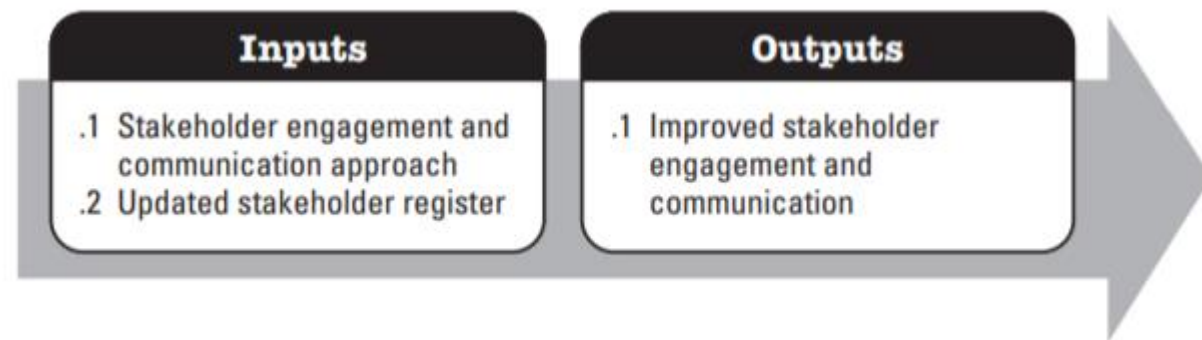 Inputs
.1 Stakeholder engagement and
communication approach
.2 Updated stakeholder register
Outputs
.1 Improved stakeholder
engagement and
communication